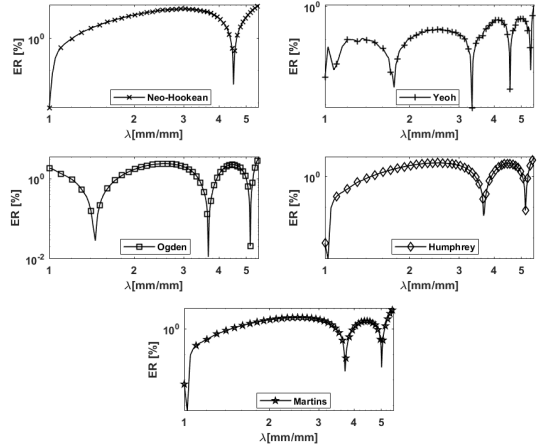 ER [%]
10^0
Neo-Hookean
1 2 3 4 5
λ[mm/mm]
ER [%]
10^0
Yeoh
1 2 3 4 5
λ[mm/mm]
ER [%]
10^0
10^-2
Ogden
1 2 3 4 5
λ[mm/mm]
ER [%]
10^0
Humphrey
1 2 3 4 5
λ[mm/mm]
ER [%]
10^0
Martins
1 2 3 4 5
λ[mm/mm]